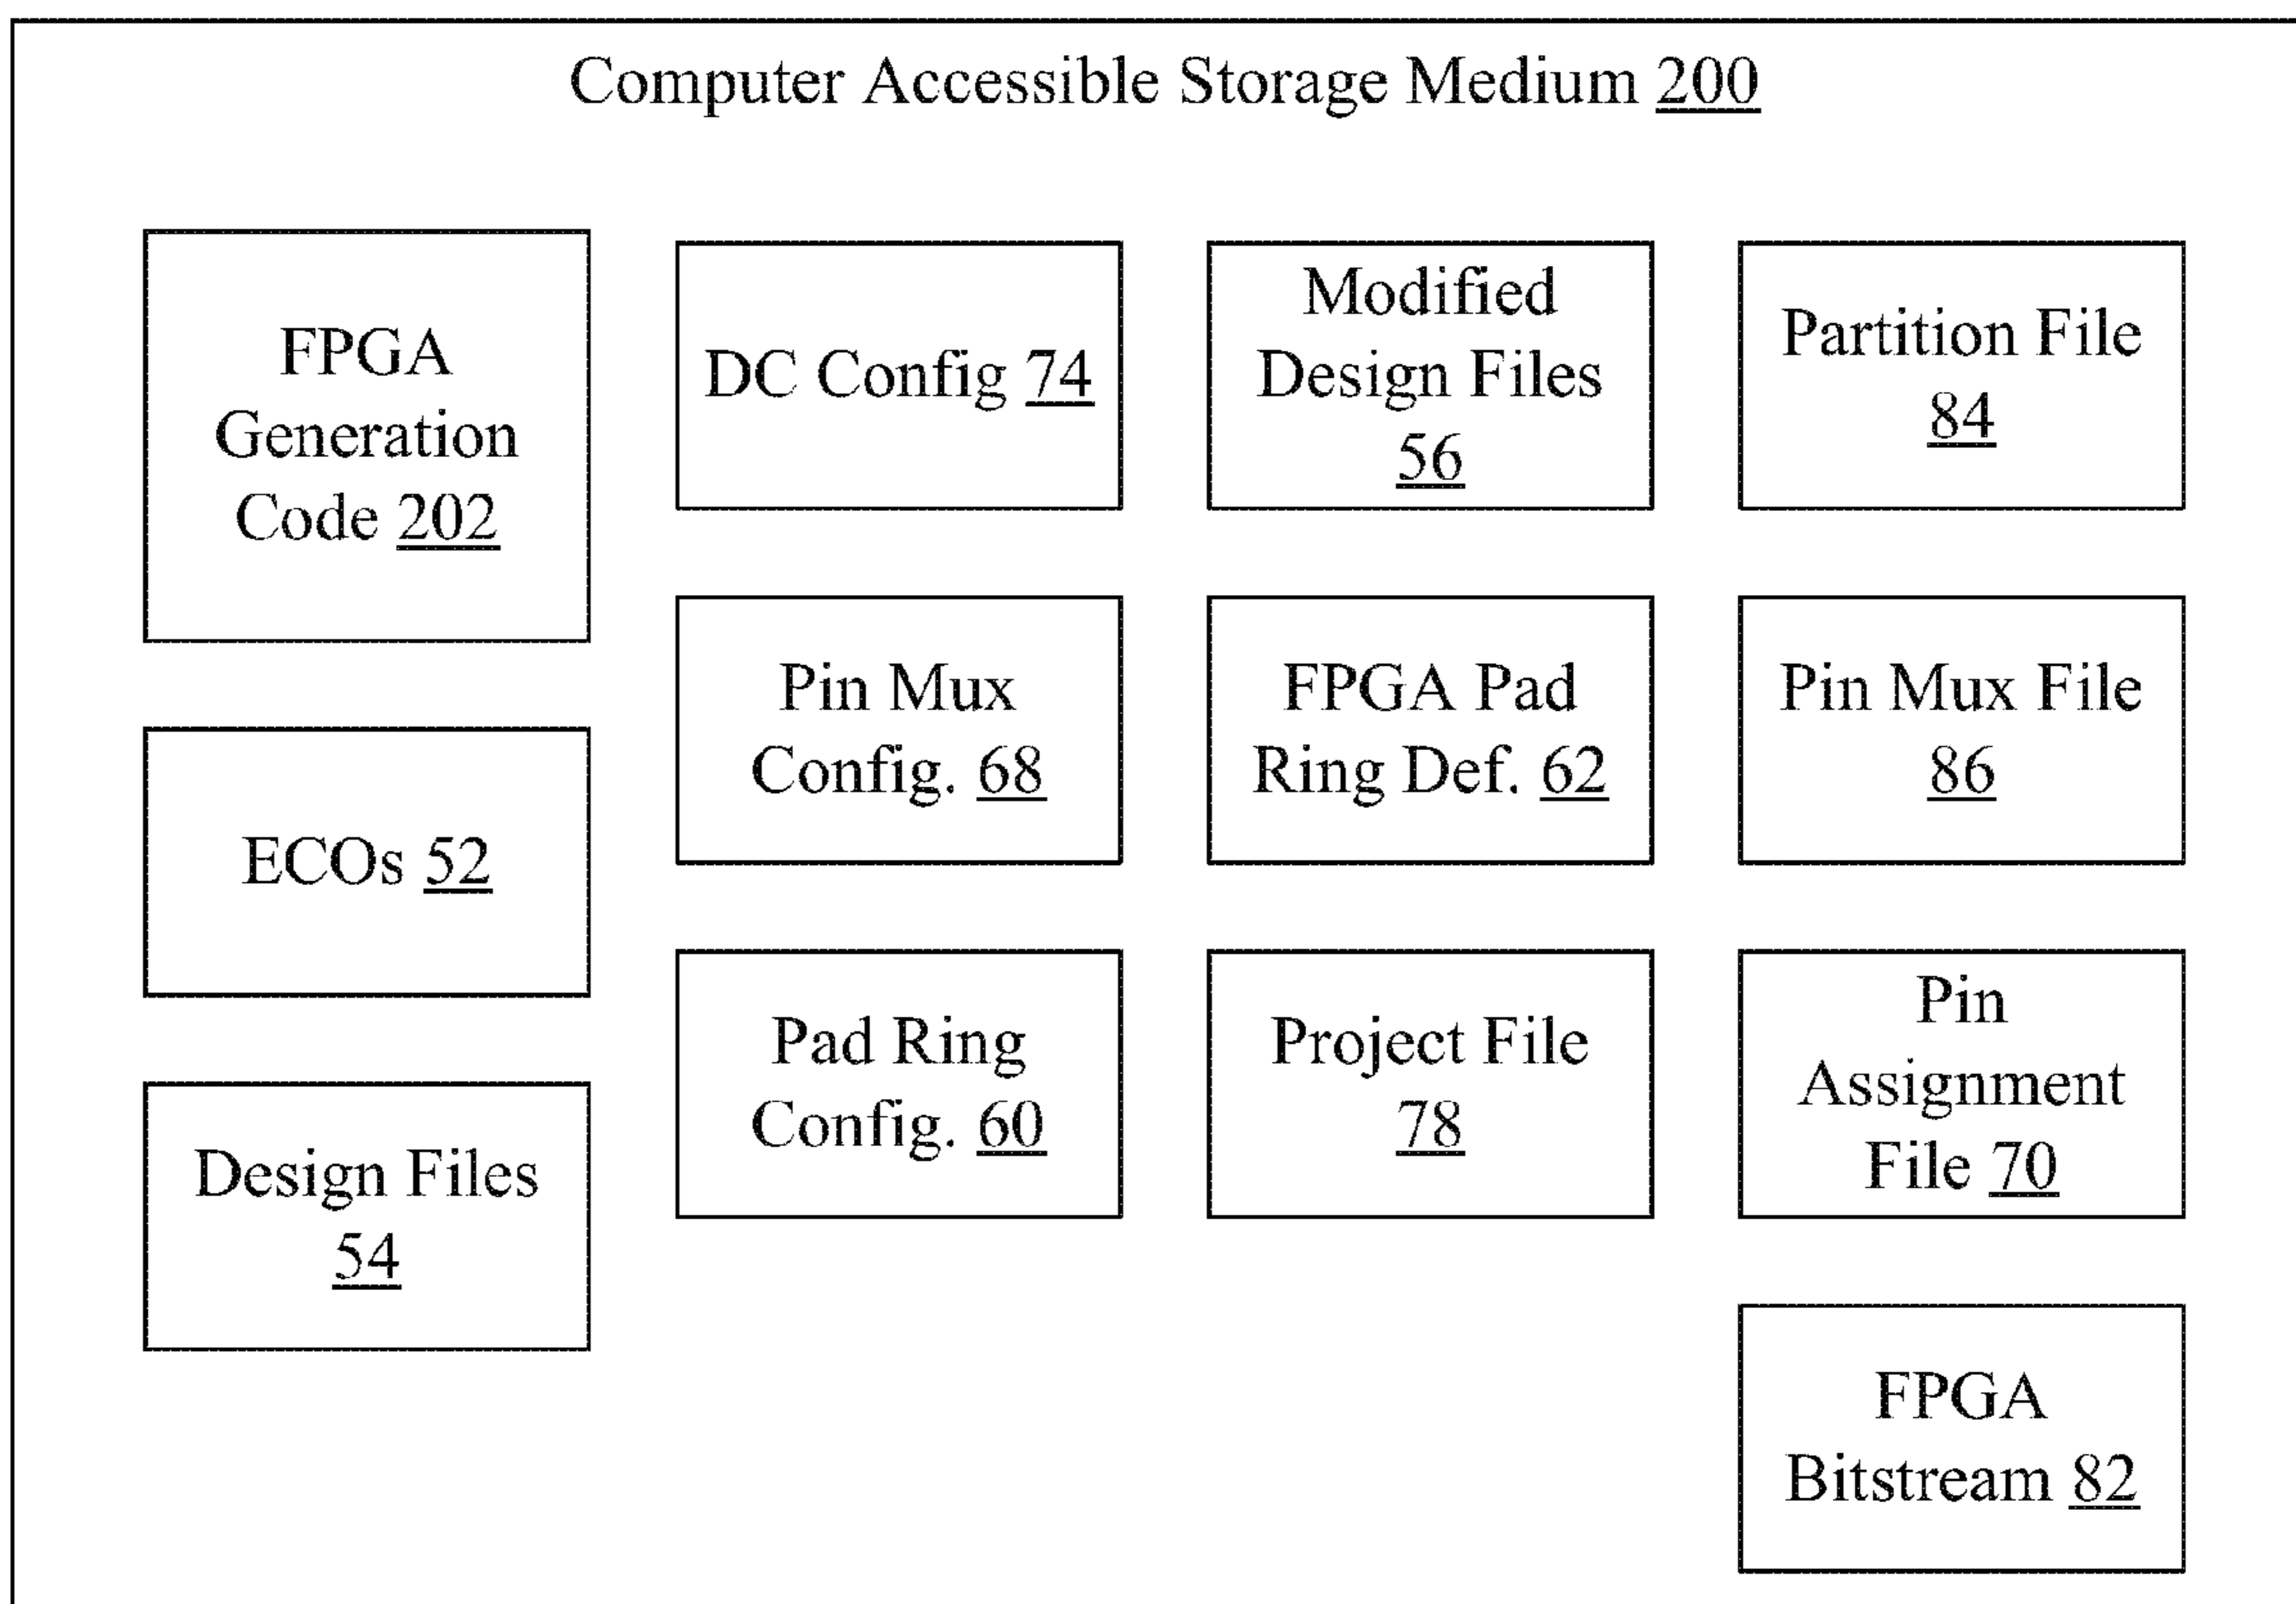 Computer Accessible Storage Medium 200
FPGA
Generation
Code 202
ECOs 52
Design Files
54
DC Config 74
Pin Mux
Config. 68
Pad Ring
Config. 60
Modified
Design Files
56
FPGA Pad
Ring Def. 62
Project File
78
Partition File
84
Pin Mux File
86
Pin
Assignment
File 70
FPGA
Bitstream 82